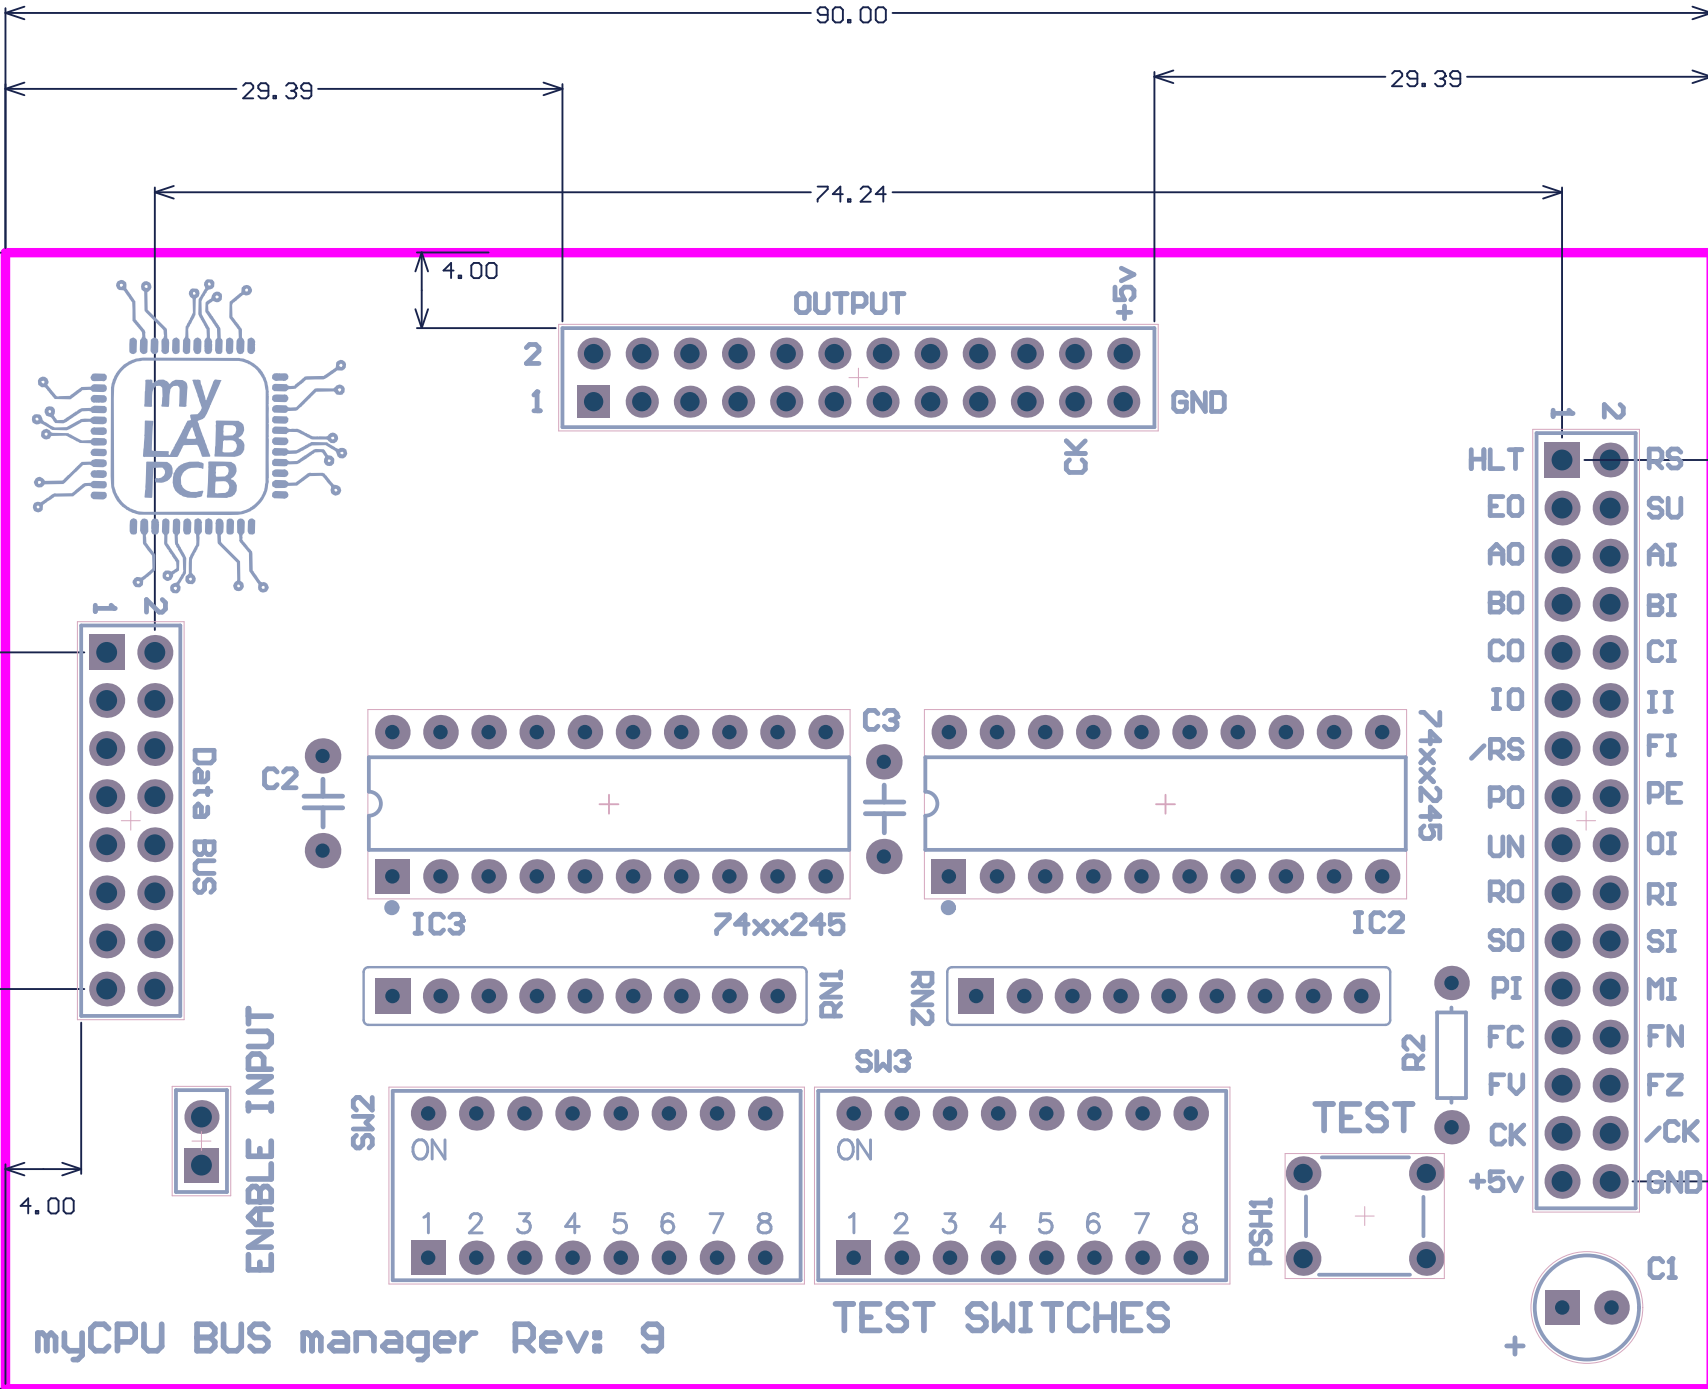 90.00
29.39
29.39
74.24
4.00
OUTPUT
+5v
2
1
GND
CK
my
LAB
PCB
1
2
1
2
HLT
RS
EO
SU
AO
AI
BO
BI
CO
CI
IO
II
/RS
FI
PO
PE
UN
OI
RO
RI
SO
SI
PI
MI
FC
FN
FV
FZ
CK
/CK
+5v
GND
Data BUS
C2
C3
74xx245
IC3
74xx245
IC2
RN1
RN2
R2
SW3
SW2
ENABLE INPUT
TEST
ON
ON
1 2 3 4 5 6 7 8
1 2 3 4 5 6 7 8
4.00
PSH1
C1
+
TEST SWITCHES
myCPU BUS manager Rev: 9